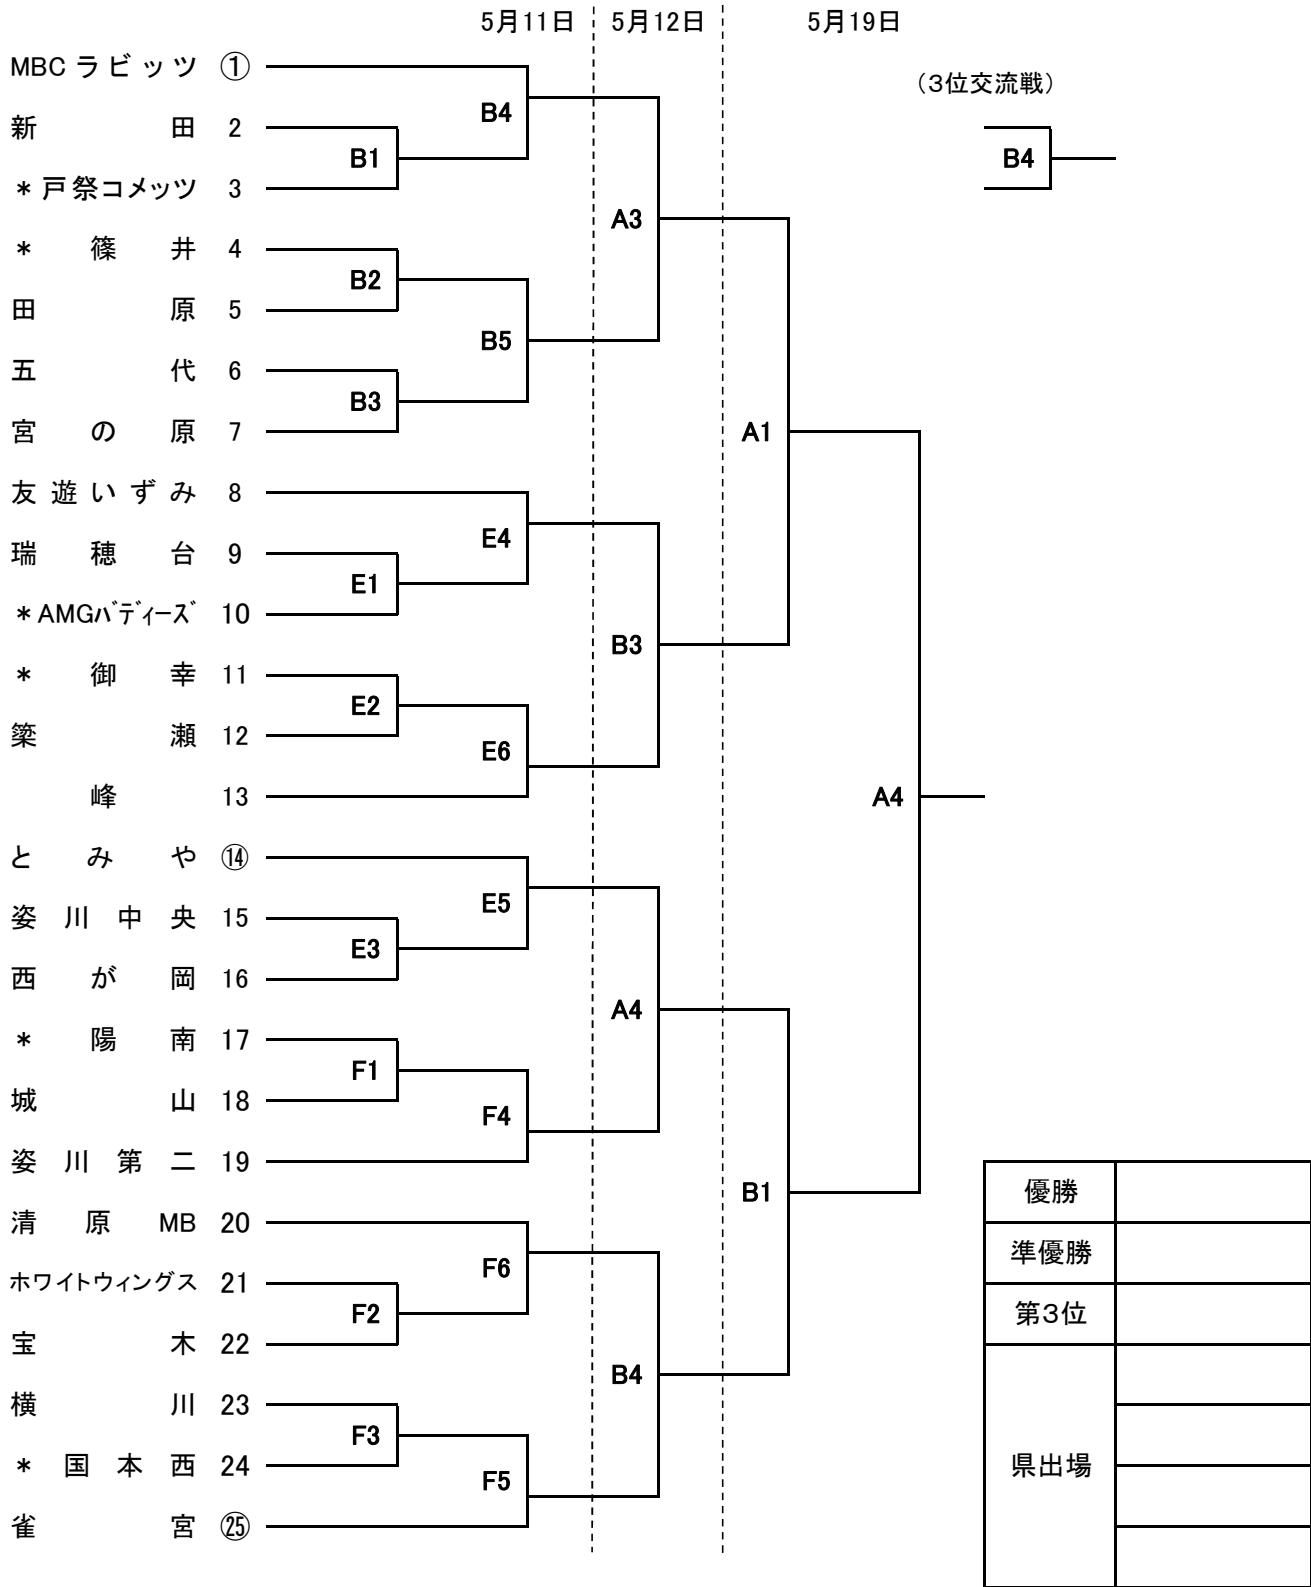 5月11日 5月12日 5月19日
MBCラビッツ ①
(3位交流戦)
B4
新田 2
B1
B4
*戸祭コメッツ 3
A3
*篠井 4
B2
田原 5
B5
五代 6
B3
宮の原 7
A1
友遊いずみ 8
E4
瑞穂台 9
E1
*AMGバディーズ 10
B3
*御幸 11
E2
簗瀬 12
E6
峰 13
A4
とみや ⑭
E5
姿川中央 15
E3
西が岡 16
A4
*陽南 17
F1
城山 18
F4
姿川第二 19
B1
清原MB 20
F6
ホワイトウィングス 21
F2
宝木 22
B4
横川 23
F3
*国本西 24
F5
雀宮 ㉕
優勝
準優勝
第3位
県出場